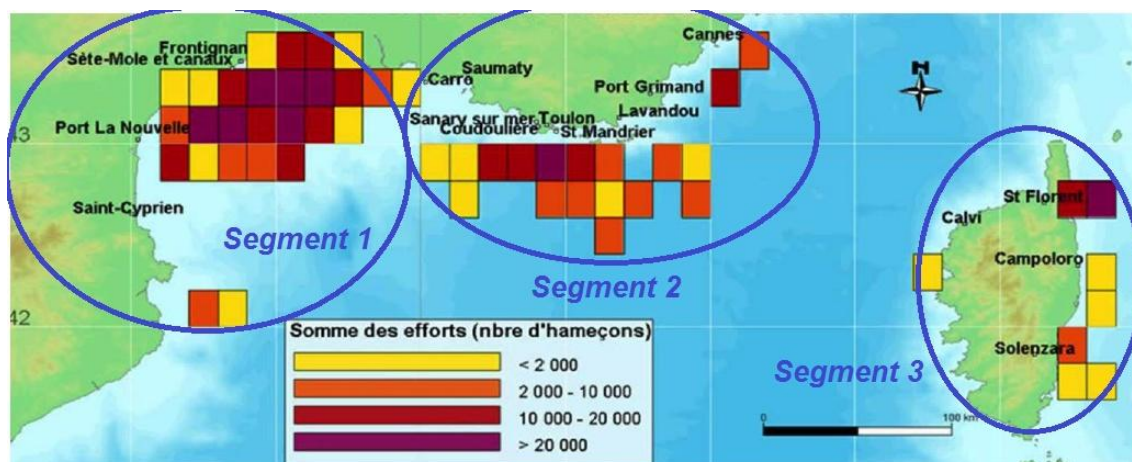 Cannes
Frontignan
Sète-Mole et canaux
Saumaty
Carro
Port Grimand
Lavandou
Sanary sur mer Toulon
Coudoulière
St Mandrier
Port La Nouvelle
43
N
Saint-Cyprien
St Florent
Calvi
Segment 1
Campoloro
Segment 2
42
Somme des efforts (nbre d'hameçons)
< 2 000
2 000 - 10 000
10 000 - 20 000
> 20 000
Solenzara
Segment 3
0
100 km